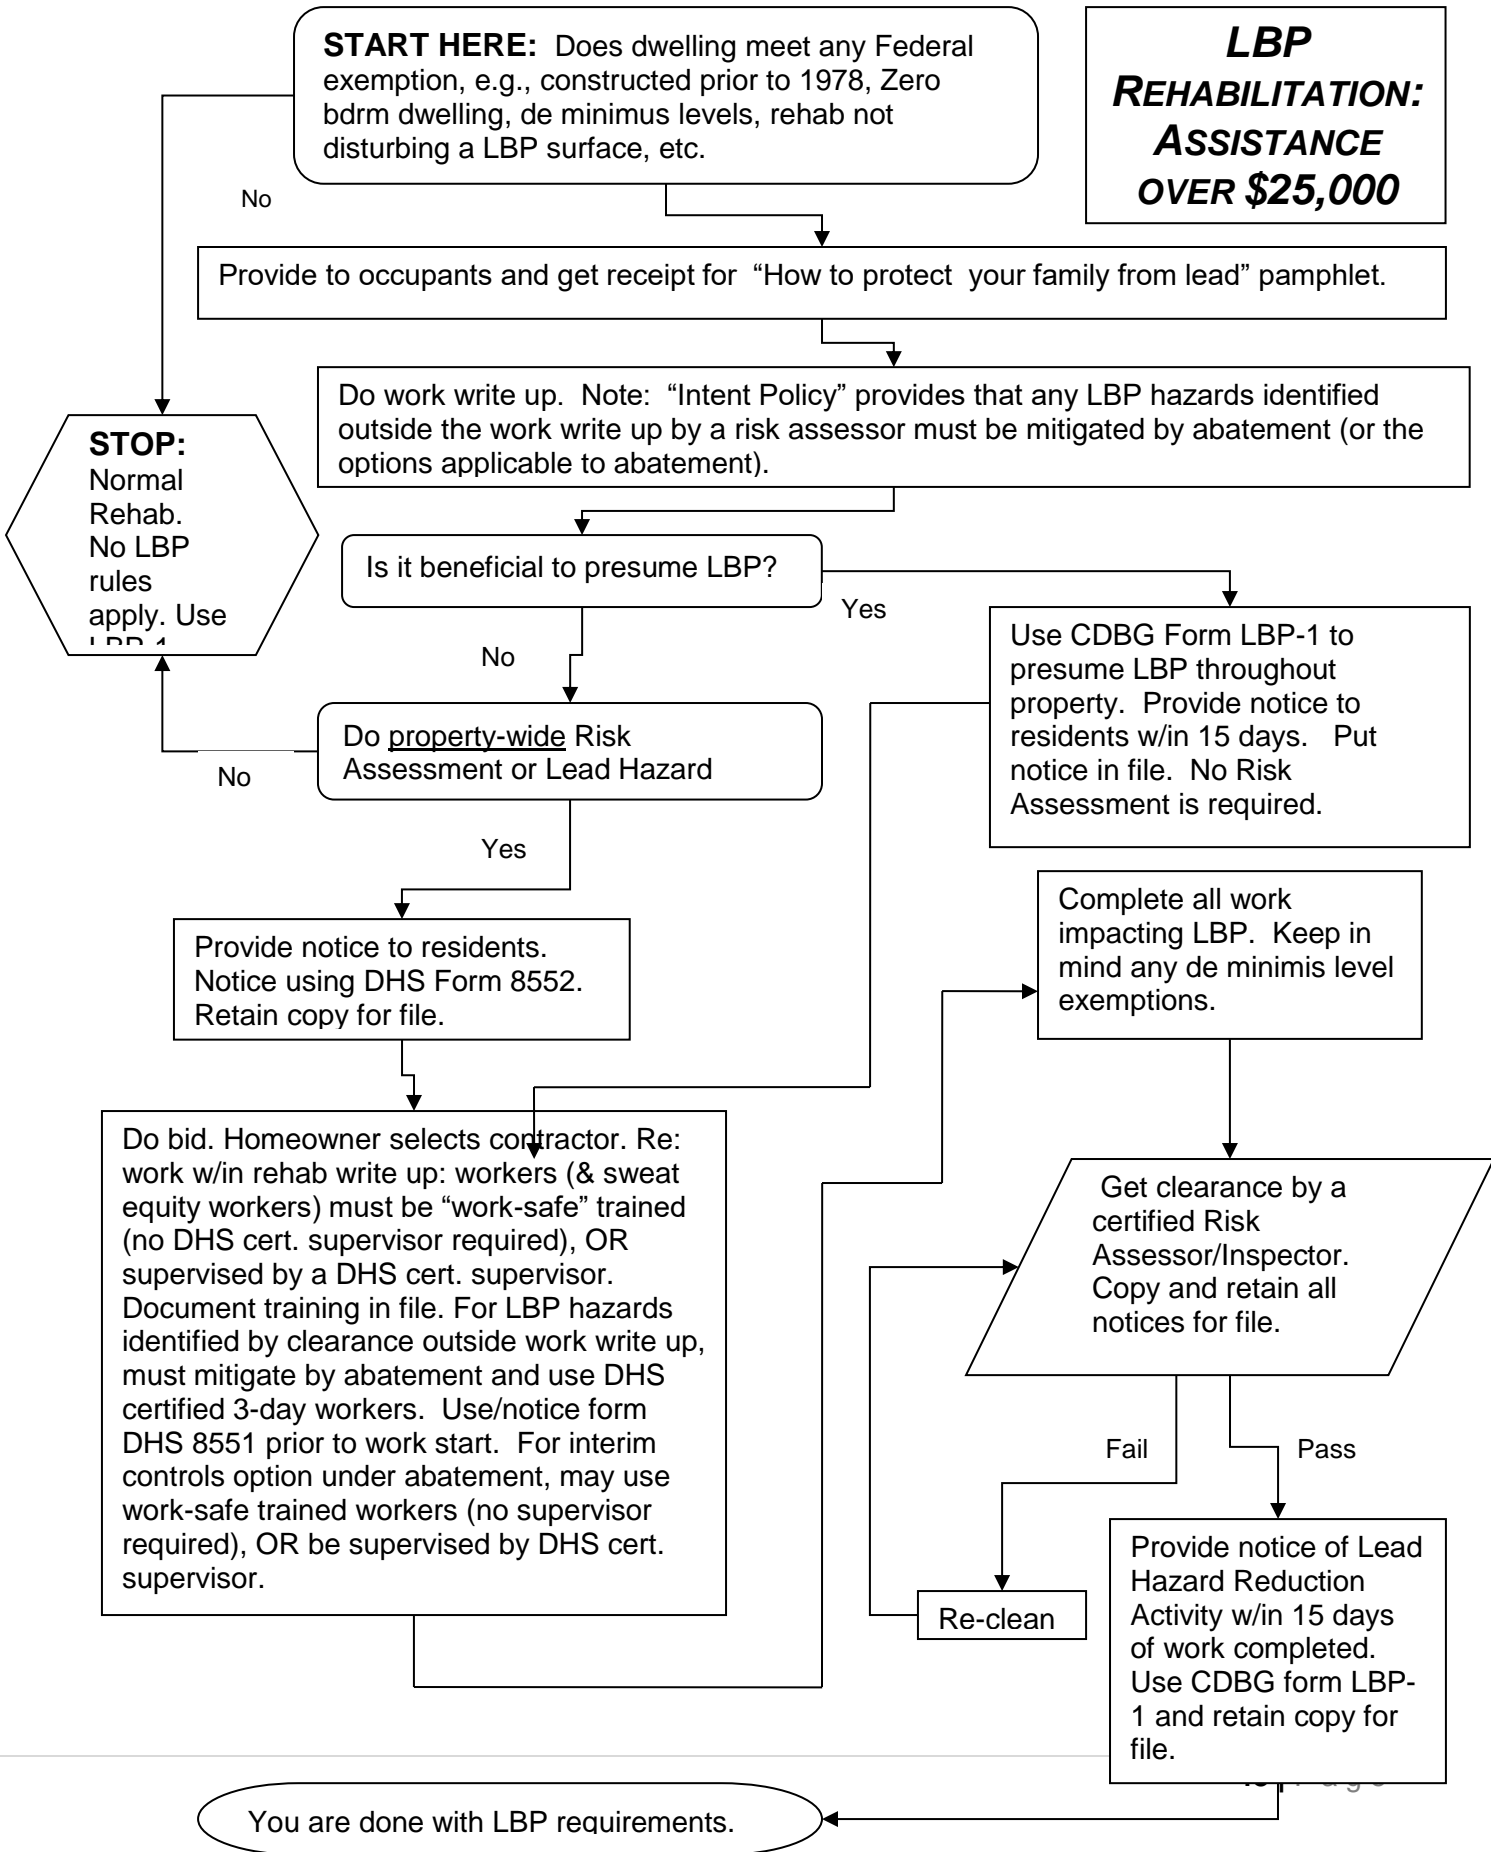 START HERE:  Does dwelling meet any Federal
exemption, e.g., constructed prior to 1978, Zero
bdrm dwelling, de minimus levels, rehab not
disturbing a LBP surface, etc.
LBP
REHABILITATION:
ASSISTANCE
OVER $25,000
No
Provide to occupants and get receipt for  “How to protect  your family from lead” pamphlet.
Do work write up.  Note:  “Intent Policy” provides that any LBP hazards identified
outside the work write up by a risk assessor must be mitigated by abatement (or the
options applicable to abatement).
STOP:
Normal
Rehab.
No LBP
rules
apply. Use
Is it beneficial to presume LBP?
Yes
No
Use CDBG Form LBP-1 to
presume LBP throughout
property.  Provide notice to
residents w/in 15 days.   Put
notice in file.  No Risk
Assessment is required.
Do property-wide Risk
Assessment or Lead Hazard
No
Yes
Provide notice to residents.
Notice using DHS Form 8552.
Retain copy for file.
Complete all work
impacting LBP.  Keep in
mind any de minimis level
exemptions.
Do bid. Homeowner selects contractor. Re:
work w/in rehab write up: workers (& sweat
equity workers) must be “work-safe” trained
(no DHS cert. supervisor required), OR
supervised by a DHS cert. supervisor.
Document training in file. For LBP hazards
identified by clearance outside work write up,
must mitigate by abatement and use DHS
certified 3-day workers.  Use/notice form
DHS 8551 prior to work start.  For interim
controls option under abatement, may use
work-safe trained workers (no supervisor
required), OR be supervised by DHS cert.
supervisor.
Get clearance by a
certified Risk
Assessor/Inspector.
Copy and retain all
notices for file.
Fail
Pass
Re-clean
Provide notice of Lead
Hazard Reduction
Activity w/in 15 days
of work completed.
Use CDBG form LBP-
1 and retain copy for
file.
You are done with LBP requirements.